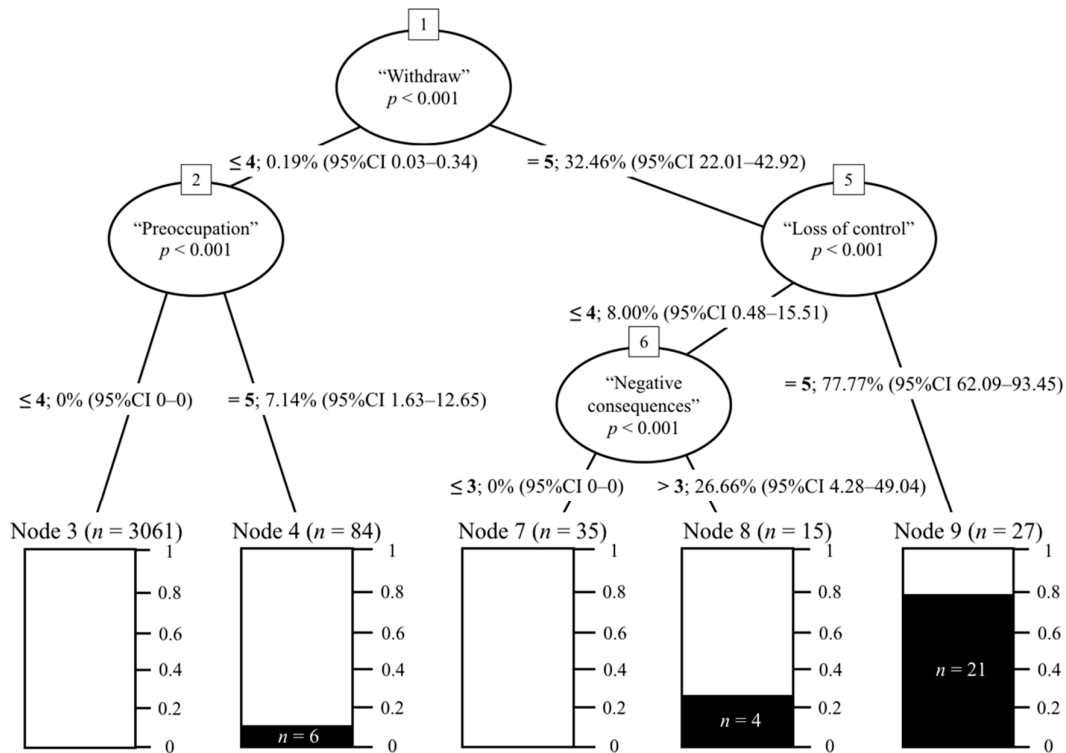 1
“Withdraw”
p < 0.001
≤ 4; 0.19% (95%CI 0.03–0.34)
= 5; 32.46% (95%CI 22.01–42.92)
2
“Preoccupation”
p < 0.001
5
“Loss of control”
p < 0.001
≤ 4; 8.00% (95%CI 0.48–15.51)
6
“Negative
consequences”
p < 0.001
≤ 4; 0% (95%CI 0–0)
= 5; 7.14% (95%CI 1.63–12.65)
= 5; 77.77% (95%CI 62.09–93.45)
≤ 3; 0% (95%CI 0–0)
> 3; 26.66% (95%CI 4.28–49.04)
Node 3 (n = 3061)
1
0.8
0.6
0.4
0.2
0
Node 4 (n = 84)
1
0.8
0.6
0.4
0.2
0
n = 6
Node 7 (n = 35)
1
0.8
0.6
0.4
0.2
0
Node 8 (n = 15)
1
0.8
0.6
0.4
0.2
0
n = 4
Node 9 (n = 27)
1
0.8
0.6
0.4
0.2
0
n = 21